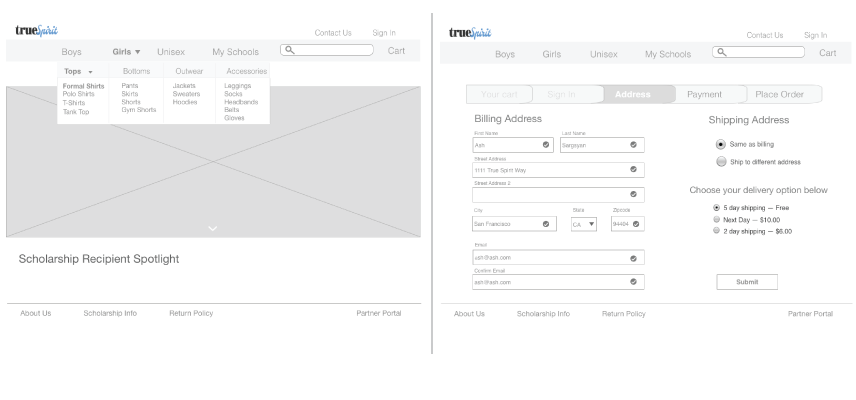 trueSpirit
Contact Us Sign In
Boys Girls ▼ Unisex My Schools Cart
Tops Bottoms Outwear Accessories
Formal Shirts Pants Jackets Leggings
Polo Shirts Skirts Sweaters Socks
T-Shirts Shorts Hoodies Headbands
Tank Top Gym Shorts Belts
Gloves
Scholarship Recipient Spotlight
About Us Scholarship Info Return Policy Partner Portal
trueSpirit
Contact Us Sign In
Boys Girls Unisex My Schools Cart
Your cart Sign in Address Payment Place Order
Billing Address
First Name Last Name
Ash Sargsyan
Street Address
1111 True Spirit Way
Street Address 2
City State Zipcode
San Francisco CA ▼ 94404
Email
ash@ash.com
Confirm Email
ash@ash.com
Shipping Address
Same as billing
Ship to different address
Choose your delivery option below
5 day shipping — Free
Next Day — $10.00
2 day shipping — $6.00
Submit
About Us Scholarship Info Return Policy Partner Portal